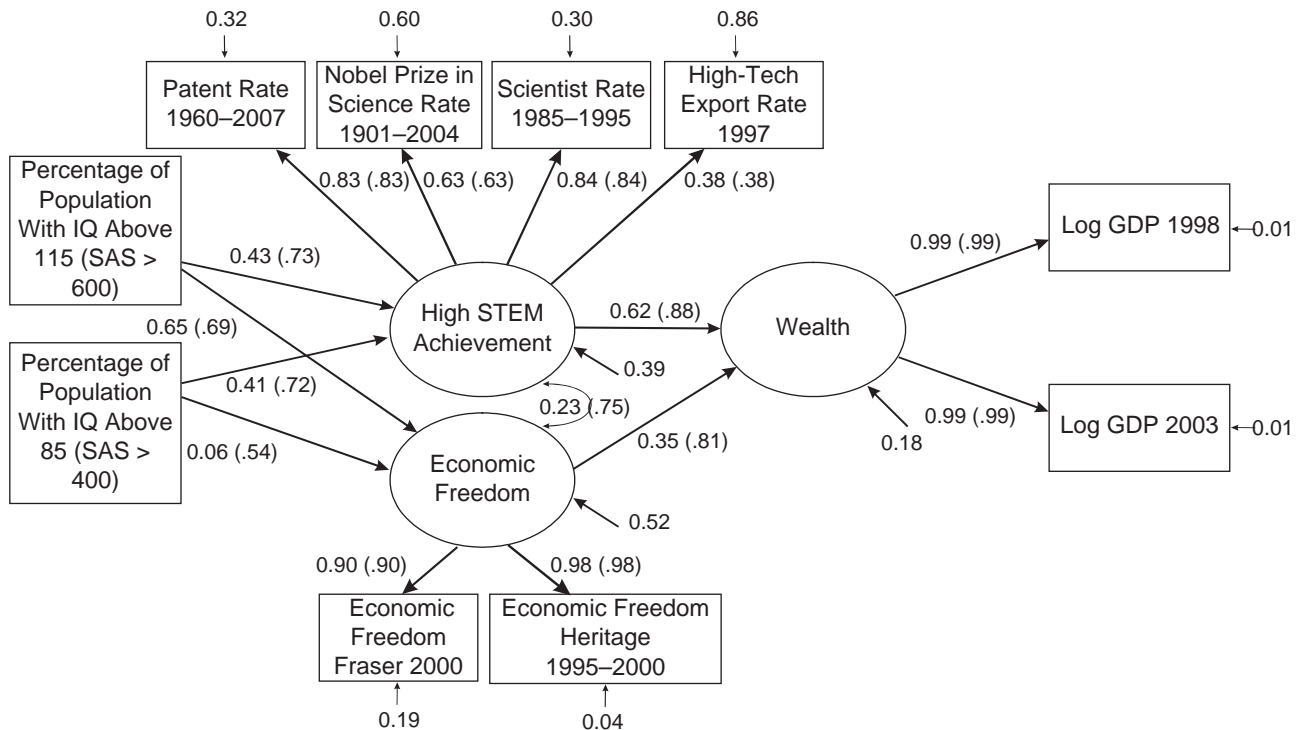 0.32
0.60
0.30
0.86
Patent Rate
1960–2007
Nobel Prize in
Science Rate
1901–2004
Scientist Rate
1985–1995
High-Tech
Export Rate
1997
Percentage of
Population
With IQ Above
115 (SAS >
600)
0.83 (.83)
0.63 (.63)
0.84 (.84)
0.38 (.38)
0.43 (.73)
0.65 (.69)
Percentage of
Population
With IQ Above
85 (SAS >
400)
0.41 (.72)
0.06 (.54)
High STEM
Achievement
0.39
0.23 (.75)
Economic
Freedom
0.52
0.62 (.88)
0.35 (.81)
Wealth
0.18
0.99 (.99)
Log GDP 1998
0.01
0.99 (.99)
Log GDP 2003
0.01
0.90 (.90)
0.98 (.98)
Economic
Freedom
Fraser 2000
Economic Freedom
Heritage
1995–2000
0.19
0.04